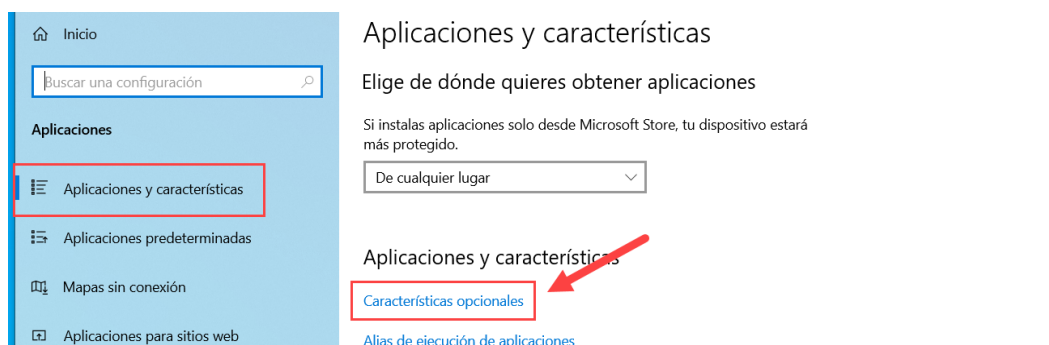 Inicio
Buscar una configuración
Aplicaciones
Aplicaciones y características
Aplicaciones predeterminadas
Mapas sin conexión
Aplicaciones para sitios web
Aplicaciones y características
Elige de dónde quieres obtener aplicaciones
Si instalas aplicaciones solo desde Microsoft Store, tu dispositivo estará
más protegido.
De cualquier lugar
Aplicaciones y características
Características opcionales
Alias de ejecución de aplicaciones